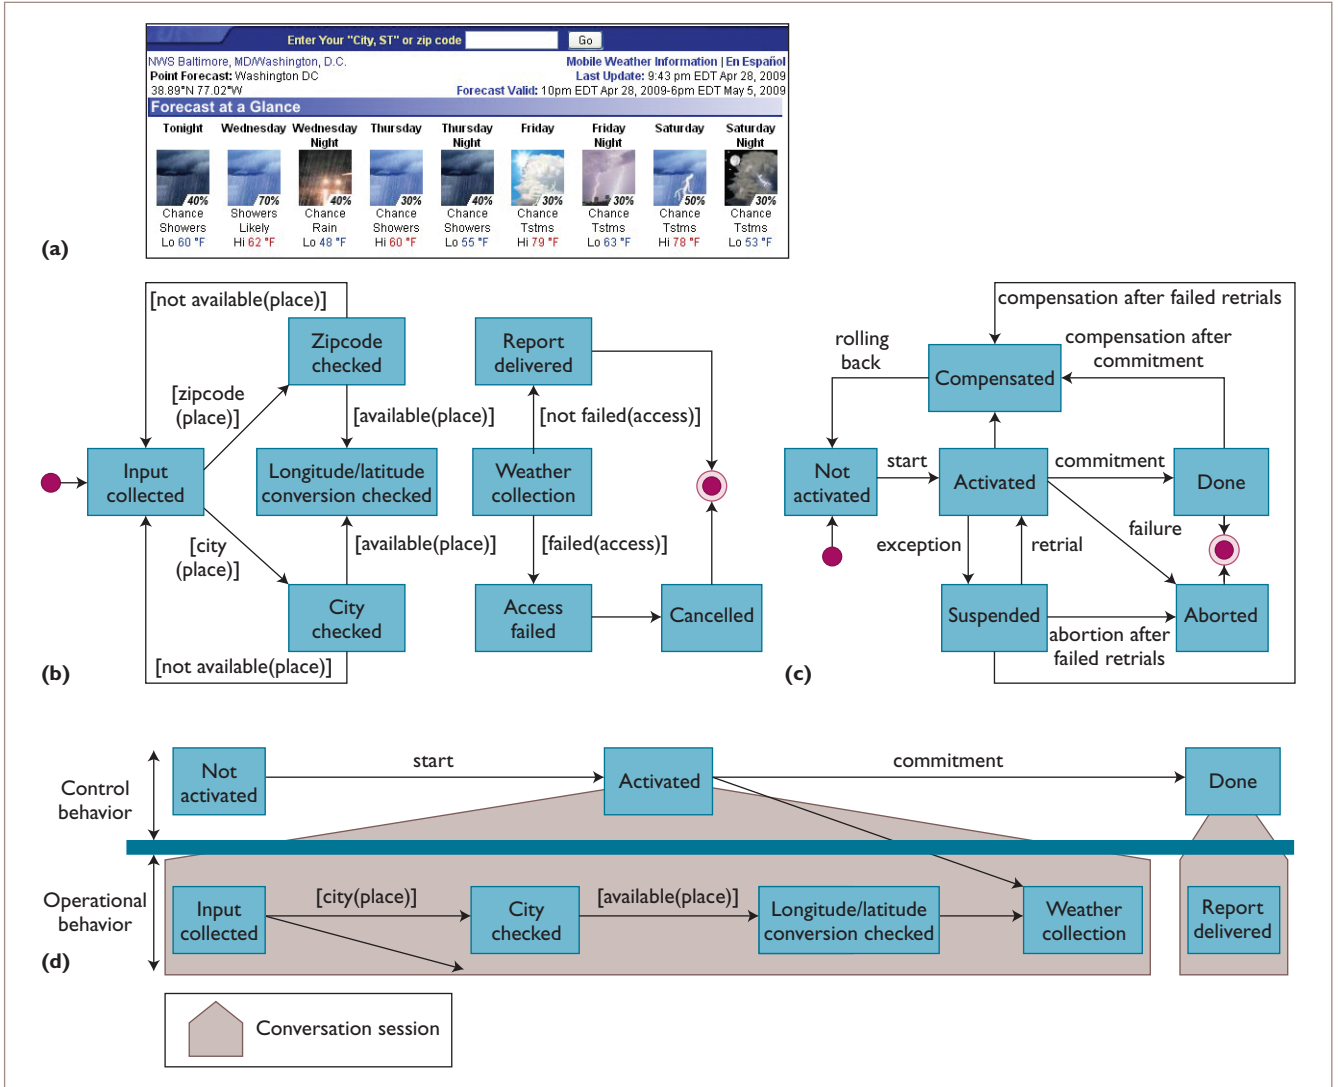 Enter Your "City, ST" or zip code
Go
NWS Baltimore, MD/Washington, D.C.
Mobile Weather Information | En Español
Point Forecast: Washington DC
Last Update: 9:43 pm EDT Apr 28, 2009
38.89°N 77.02°W
Forecast Valid: 10pm EDT Apr 28, 2009-6pm EDT May 5, 2009
Forecast at a Glance
Tonight Wednesday Wednesday Thursday Thursday Friday Friday Saturday Saturday
Night Night Night Night
40% 70% 40% 30% 40% 30% 30% 50% 30%
Chance Showers Chance Chance Chance Chance Chance Chance Chance
Showers Likely Rain Showers Showers Tstms Tstms Tstms Tstms
Lo 60 °F Hi 62 °F Lo 48 °F Hi 60 °F Lo 55 °F Hi 79 °F Lo 63 °F Hi 78 °F Lo 53 °F
(a)
[not available(place)]
Zipcode
checked
[zipcode
(place)]
[available(place)]
Input
collected
Longitude/latitude
conversion checked
[city
(place)]
[available(place)]
City
checked
[not available(place)]
Report
delivered
[not failed(access)]
Weather
collection
[failed(access)]
Access
failed
Cancelled
(b)
compensation after failed retrials
rolling
back
Compensated
compensation after
commitment
Not
activated
start
Activated
commitment
Done
exception
retrial
failure
Suspended
abortion after
failed retrials
Aborted
(c)
Control
behavior
Not
activated
start
Activated
commitment
Done
Operational
behavior
Input
collected
[city(place)]
City
checked
[available(place)]
Longitude/latitude
conversion checked
Weather
collection
Report
delivered
(d)
Conversation session